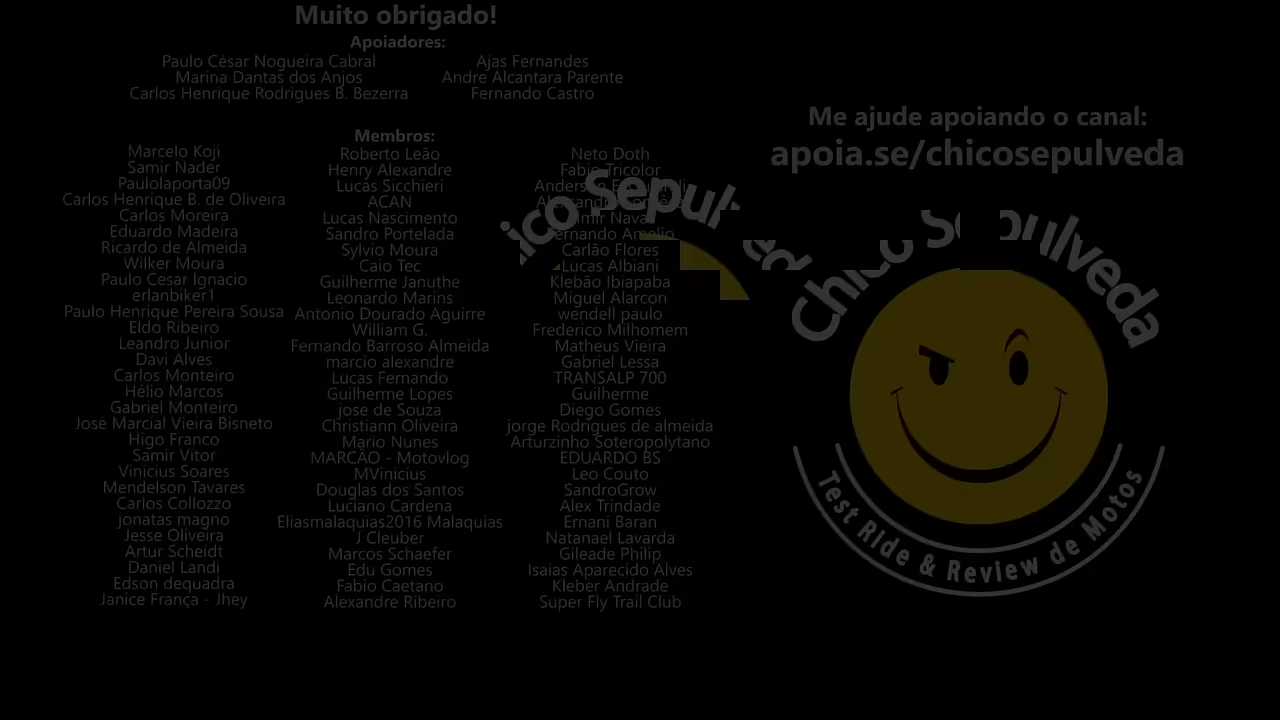 Muito obrigado!
Apoiadores:
Paulo César Nogueira Cabral
Marina Dantas dos Anjos
Carlos Henrique Rodrigues B. Bezerra
Ajas Fernandes
Andre Alcantara Parente
Fernando Castro
Membros:
Marcelo Koji
Samir Nader
Paulolaporta09
Carlos Henrique B. de Oliveira
Carlos Moreira
Eduardo Madeira
Ricardo de Almeida
Wilker Moura
Paulo Cesar Ignacio
erlanbiker1
Paulo Henrique Pereira Sousa
Eldo Ribeiro
Leandro Junior
Davi Alves
Carlos Monteiro
Hélio Marcos
Gabriel Monteiro
José Marcial Vieira Bisneto
Higo Franco
Samir Vitor
Vinicius Soares
Mendelson Tavares
Carlos Collozzo
jonatas magno
Jesse Oliveira
Artur Scheidt
Daniel Landi
Edson dequadra
Janice França - Jhey
Roberto Leão
Henry Alexandre
Lucas Sicchieri
ACAN
Lucas Nascimento
Sandro Portelada
Sylvio Moura
Caio Tec
Guilherme Januthe
Leonardo Marins
Antonio Dourado Aguirre
William G.
Fernando Barroso Almeida
marcio alexandre
Lucas Fernando
Guilherme Lopes
jose de Souza
Christiann Oliveira
Mario Nunes
MARCÃO - Motovlog
MVinicius
Douglas dos Santos
Luciano Cardena
Eliasmalaquias2016 Malaquias
J Cleuber
Marcos Schaefer
Edu Gomes
Fabio Caetano
Alexandre Ribeiro
Neto Doth
Fabio Tricolor
Fernando Amelio
Carlão Flores
Lucas Albiani
Klebão Ibiapaba
Miguel Alarcon
wendell paulo
Frederico Milhomem
Matheus Vieira
Gabriel Lessa
TRANSALP 700
Guilherme
Diego Gomes
jorge Rodrigues de almeida
Arturzinho Soteropolytano
EDUARDO BS
Leo Couto
SandroGrow
Alex Trindade
Ernani Baran
Natanael Lavarda
Gileade Philip
Isaias Aparecido Alves
Kleber Andrade
Super Fly Trail Club
Me ajude apoiando o canal:
apoia.se/chicosepulveda
Chico Sepulveda
Test Ride & Review de Motos